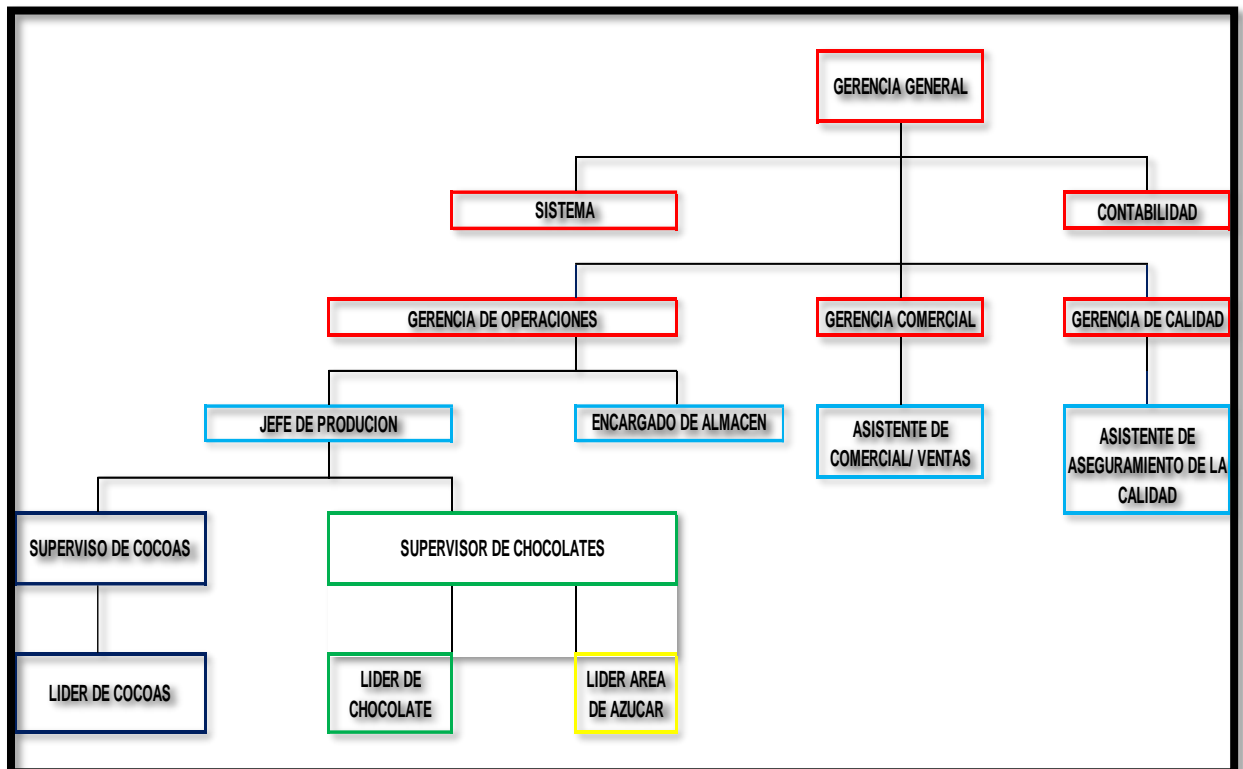 GERENCIA GENERAL
SISTEMA
CONTABILIDAD
GERENCIA DE OPERACIONES
GERENCIA COMERCIAL
GERENCIA DE CALIDAD
JEFE DE PRODUCION
ENCARGADO DE ALMACEN
ASISTENTE DE
COMERCIAL/ VENTAS
ASISTENTE DE
ASEGURAMIENTO DE LA
CALIDAD
SUPERVISO DE COCOAS
SUPERVISOR DE CHOCOLATES
LIDER DE COCOAS
LIDER DE
CHOCOLATE
LIDER AREA
DE AZUCAR